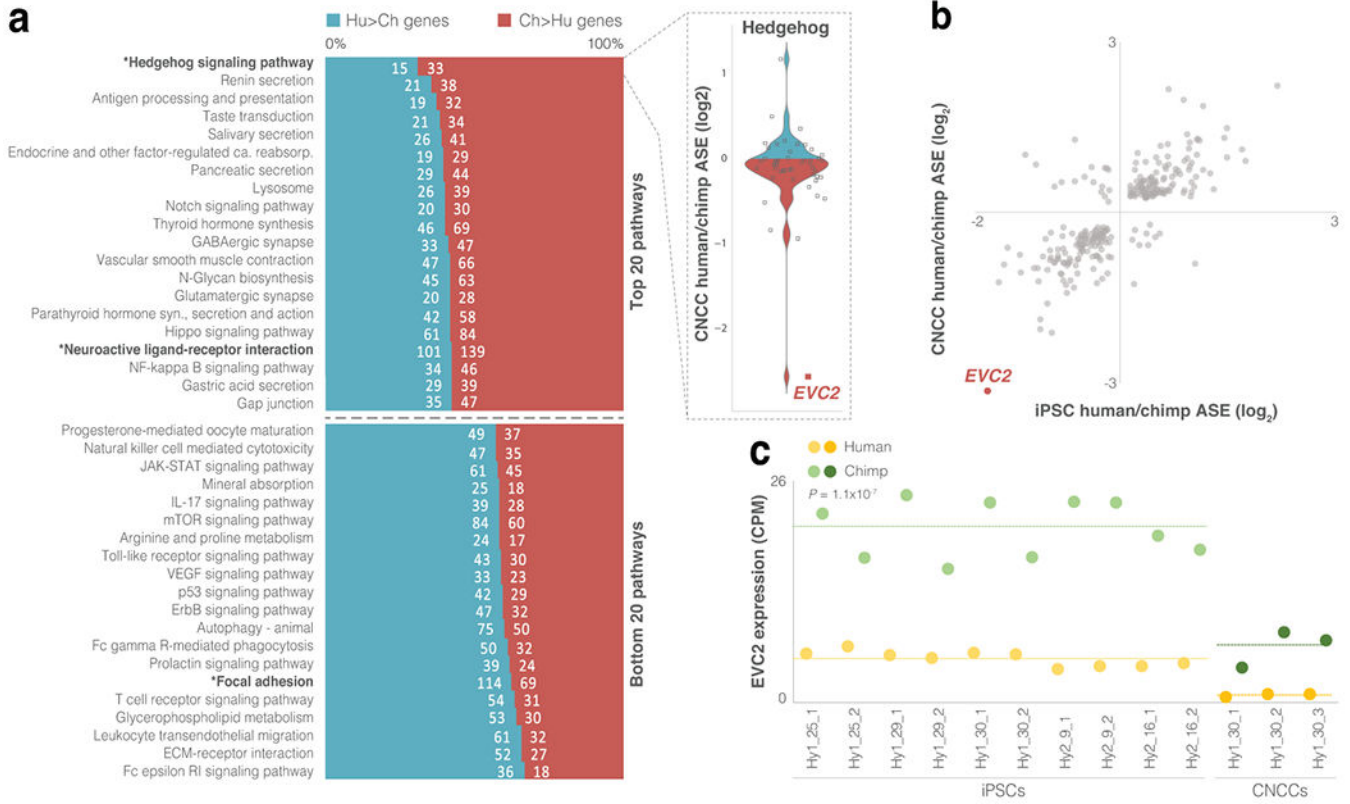 a
Hu>Ch genes
Ch>Hu genes
0%
100%
*Hedgehog signaling pathway 15 33
Renin secretion 21 38
Antigen processing and presentation 19 32
Taste transduction 21 34
Salivary secretion 26 41
Endocrine and other factor-regulated ca. reabsorp. 19 29
Pancreatic secretion 29 44
Lysosome 26 39
Notch signaling pathway 20 30
Thyroid hormone synthesis 46 69
GABAergic synapse 33 47
Vascular smooth muscle contraction 47 66
N-Glycan biosynthesis 45 63
Glutamatergic synapse 20 28
Parathyroid hormone syn., secretion and action 42 58
Hippo signaling pathway 61 84
*Neuroactive ligand-receptor interaction 101 139
NF-kappa B signaling pathway 34 46
Gastric acid secretion 29 39
Gap junction 35 47
Top 20 pathways
Progesterone-mediated oocyte maturation 49 37
Natural killer cell mediated cytotoxicity 47 35
JAK-STAT signaling pathway 61 45
Mineral absorption 25 18
IL-17 signaling pathway 39 28
mTOR signaling pathway 84 60
Arginine and proline metabolism 24 17
Toll-like receptor signaling pathway 43 30
VEGF signaling pathway 33 23
p53 signaling pathway 42 29
ErbB signaling pathway 47 32
Autophagy - animal 75 50
Fc gamma R-mediated phagocytosis 50 32
Prolactin signaling pathway 39 24
*Focal adhesion 114 69
T cell receptor signaling pathway 54 31
Glycerophospholipid metabolism 53 30
Leukocyte transendothelial migration 61 32
ECM-receptor interaction 52 27
Fc epsilon RI signaling pathway 36 18
Bottom 20 pathways
Hedgehog
CNCC human/chimp ASE (log2)
1
0
−1
−2
EVC2
b
3
CNCC human/chimp ASE (log2)
-2
3
-3
EVC2
iPSC human/chimp ASE (log2)
c
Human
Chimp
P = 1.1x10-7
26
EVC2 expression (CPM)
0
Hy1_25_1
Hy1_25_2
Hy1_29_1
Hy1_29_2
Hy1_30_1
Hy1_30_2
Hy2_9_1
Hy2_9_2
Hy2_16_1
Hy2_16_2
Hy1_30_1
Hy1_30_2
Hy1_30_3
iPSCs
CNCCs